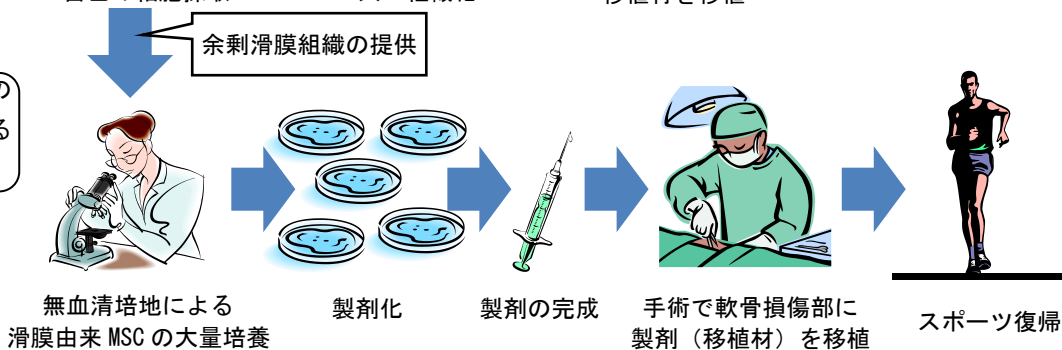 余剰滑膜組織の提供
の
る
無血清培地による
滑膜由来 MSC の大量培養
製剤化
製剤の完成
手術で軟骨損傷部に
製剤（移植材）を移植
スポーツ復帰